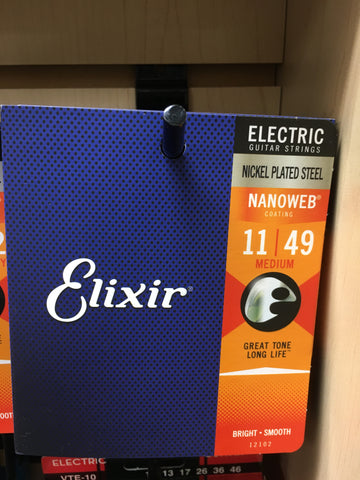 ELECTRIC
GUITAR STRINGS
NICKEL PLATED STEEL
NANOWEB®
COATING
11 | 49
MEDIUM
Elixir®
GREAT TONE
LONG LIFE™
BRIGHT • SMOOTH
12102
ELECTRIC
VTE-10
13 17 26 36 46